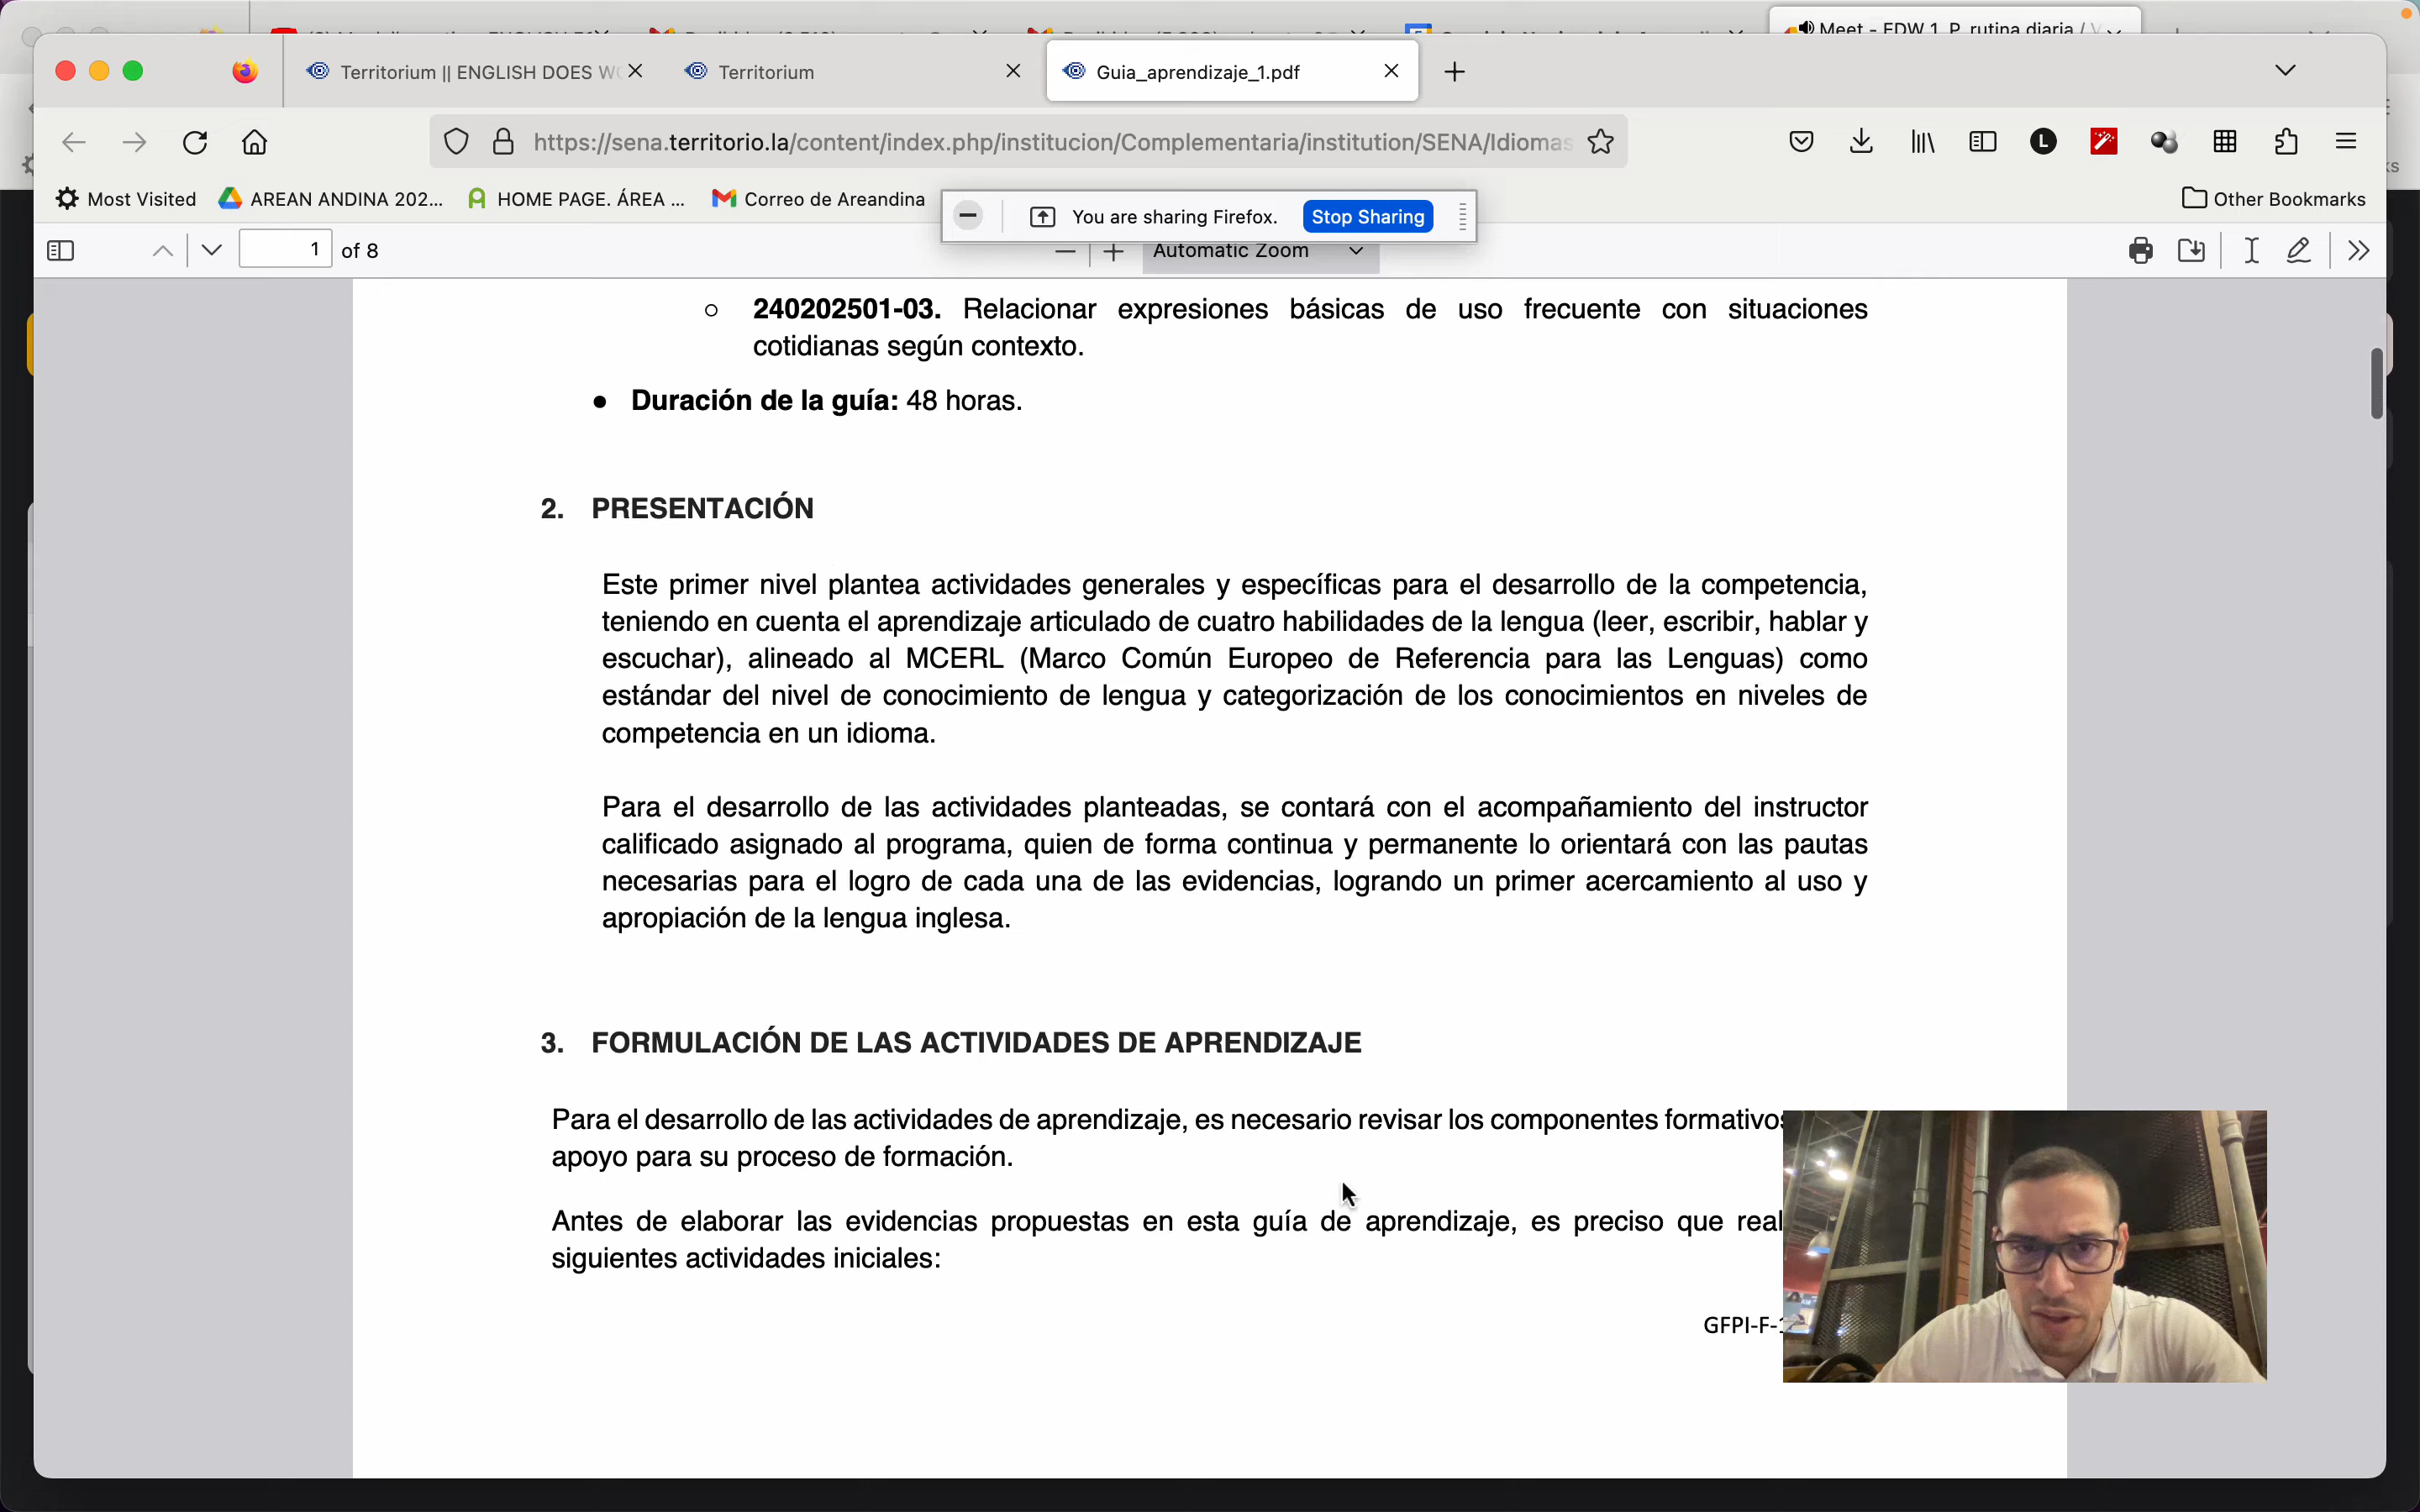 Meet - EDW 1 P rutina diaria /
Territorium || ENGLISH DOES W
Territorium
Guia_aprendizaje_1.pdf
https://sena.territorio.la/content/index.php/institucion/Complementaria/institution/SENA/Idiomas
L
Most Visited
AREAN ANDINA 202...
HOME PAGE. ÁREA ...
Correo de Areandina
You are sharing Firefox.
Stop Sharing
Other Bookmarks
1 of 8
Automatic Zoom
240202501-03. Relacionar expresiones básicas de uso frecuente con situaciones
cotidianas según contexto.
Duración de la guía: 48 horas.
2. PRESENTACIÓN
Este primer nivel plantea actividades generales y específicas para el desarrollo de la competencia,
teniendo en cuenta el aprendizaje articulado de cuatro habilidades de la lengua (leer, escribir, hablar y
escuchar), alineado al MCERL (Marco Común Europeo de Referencia para las Lenguas) como
estándar del nivel de conocimiento de lengua y categorización de los conocimientos en niveles de
competencia en un idioma.
Para el desarrollo de las actividades planteadas, se contará con el acompañamiento del instructor
calificado asignado al programa, quien de forma continua y permanente lo orientará con las pautas
necesarias para el logro de cada una de las evidencias, logrando un primer acercamiento al uso y
apropiación de la lengua inglesa.
3. FORMULACIÓN DE LAS ACTIVIDADES DE APRENDIZAJE
Para el desarrollo de las actividades de aprendizaje, es necesario revisar los componentes formativos
apoyo para su proceso de formación.
Antes de elaborar las evidencias propuestas en esta guía de aprendizaje, es preciso que real
siguientes actividades iniciales:
GFPI-F-